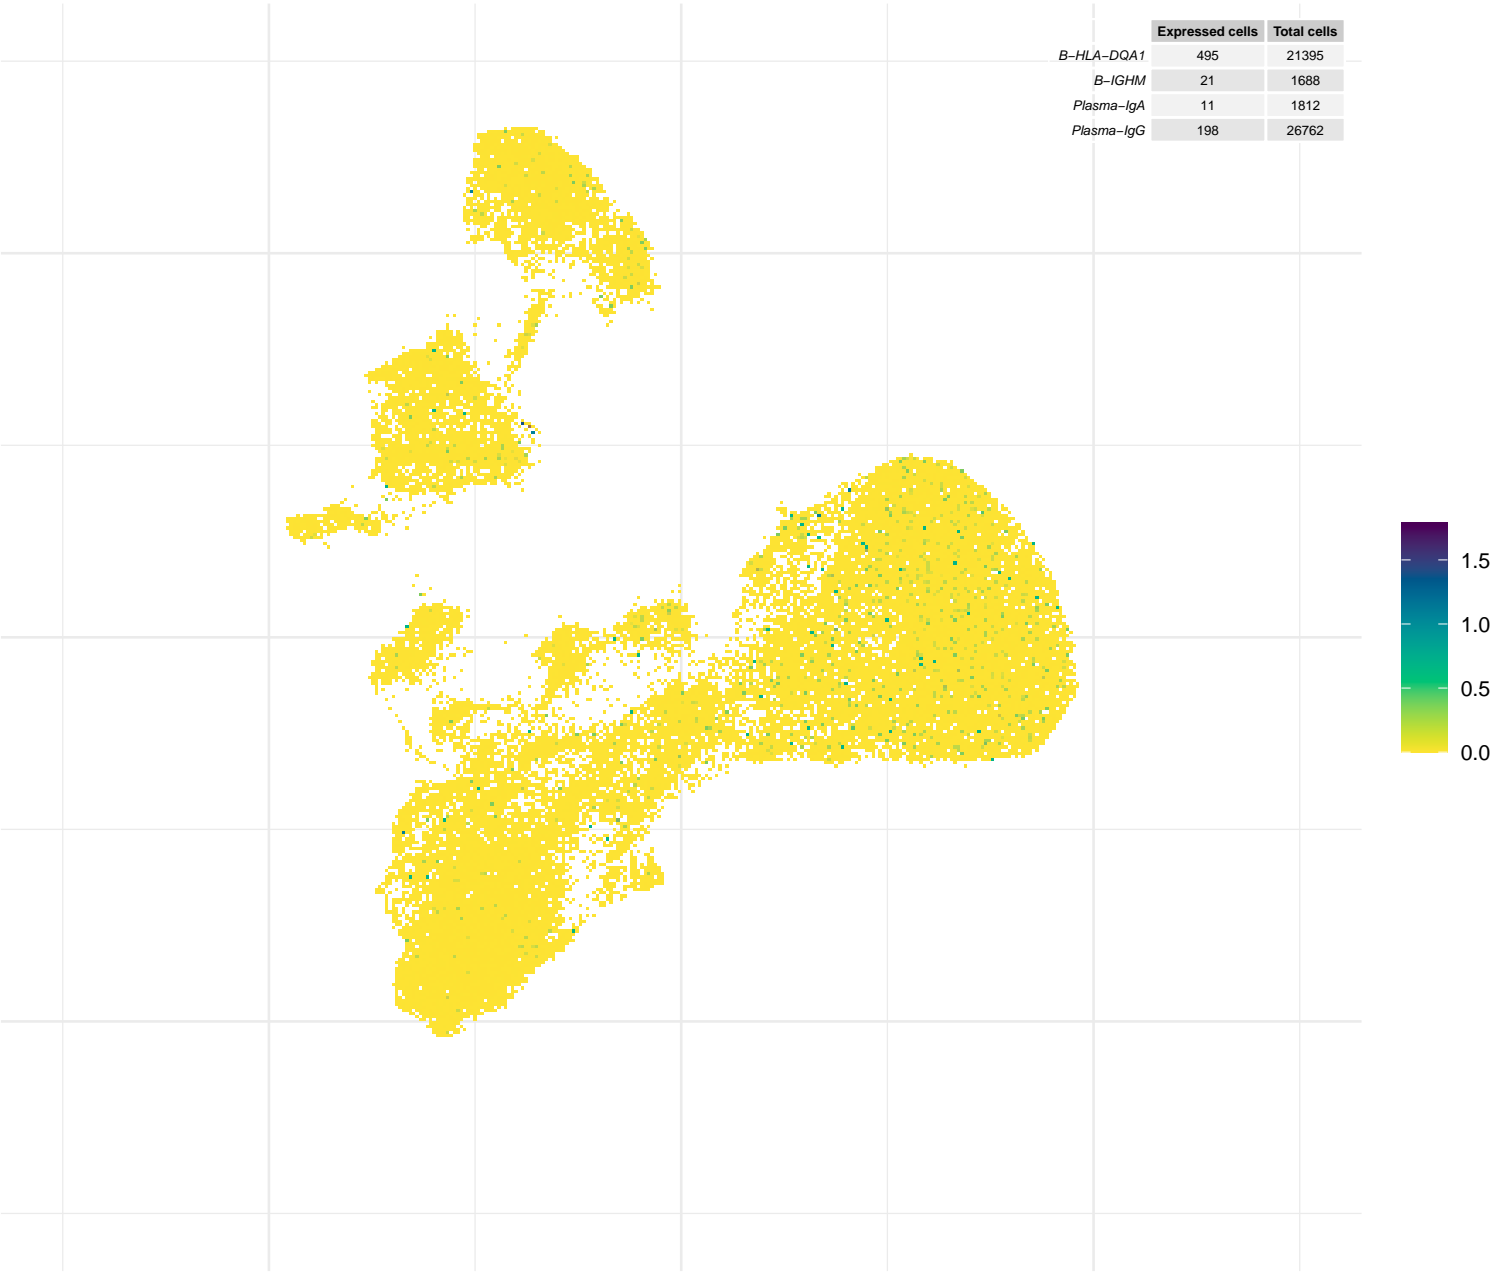 Expressed cells Total cells
B−HLA−DQA1 495 21395
B−IGHM 21 1688
Plasma−IgA 11 1812
Plasma−IgG 198 26762
1.5
1.0
0.5
0.0